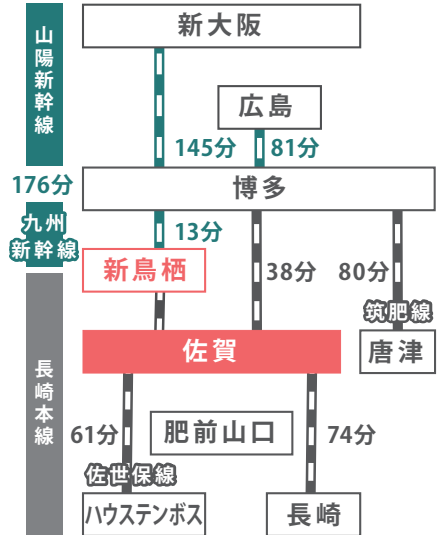 山陽新幹線
新大阪
広島
145分
81分
176分
博多
九州
新幹線
13分
新鳥栖
38分
80分
筑肥線
佐賀
唐津
長崎本線
61分
肥前山口
74分
佐世保線
ハウステンボス
長崎